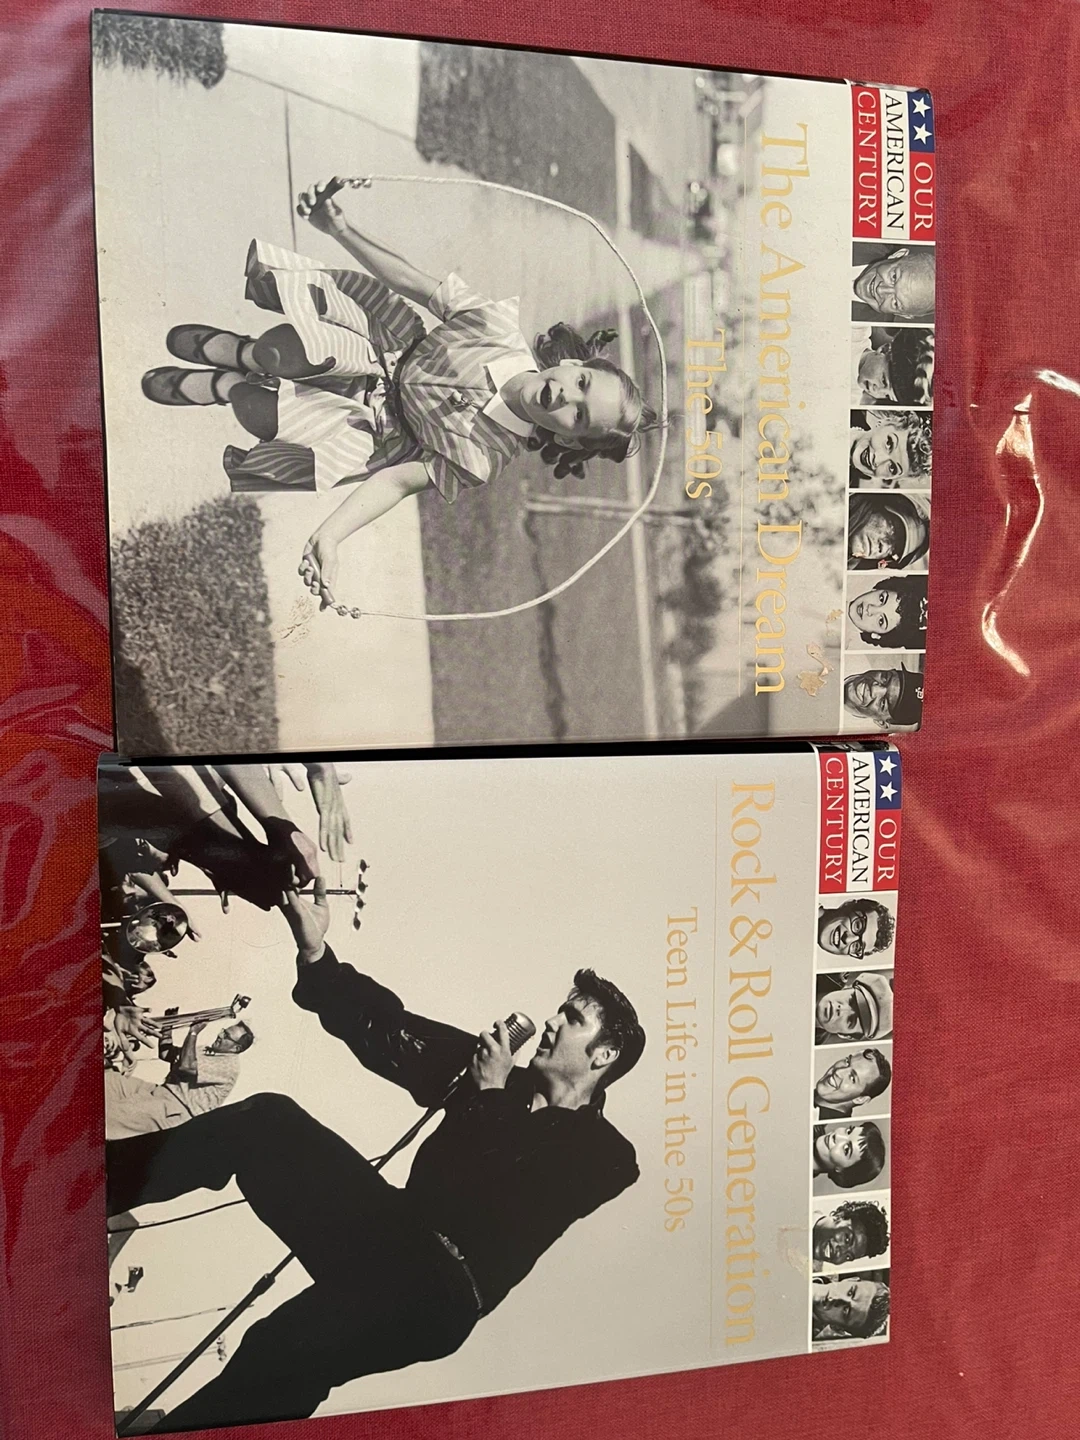 OUR
AMERICAN
CENTURY
The American Dream
The 50s
OUR
AMERICAN
CENTURY
Rock & Roll Generation
Teen Life in the 50s